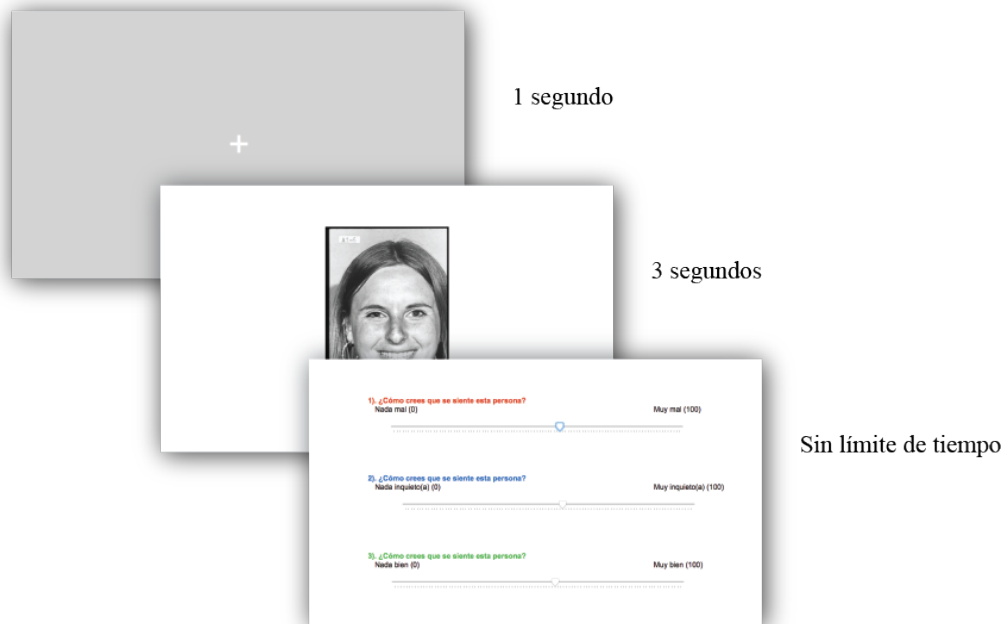 1 segundo
3 segundos
Sin límite de tiempo
1). ¿Cómo crees que se siente esta persona?
Nada mal (0) Muy mal (100)
2). ¿Cómo crees que se siente esta persona?
Nada inquieto(a) (0) Muy inquieto(a) (100)
3). ¿Cómo crees que se siente esta persona?
Nada bien (0) Muy bien (100)